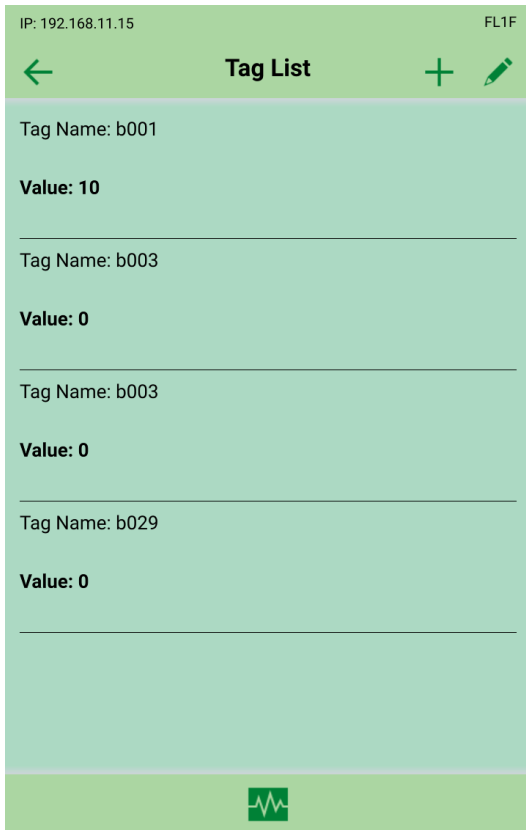 IP: 192.168.11.15 FL1F
Tag List
Tag Name: b001
Value: 10
Tag Name: b003
Value: 0
Tag Name: b003
Value: 0
Tag Name: b029
Value: 0